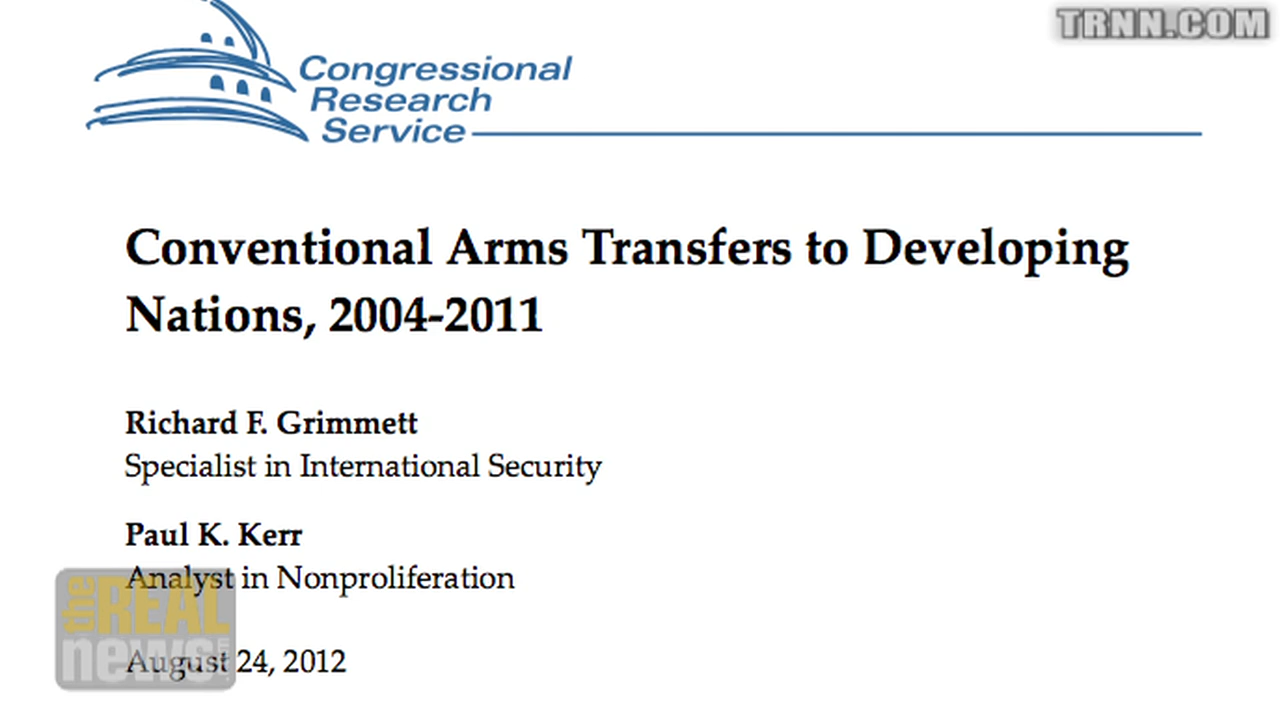 TRNN.COM
Congressional
Research
Service
Conventional Arms Transfers to Developing
Nations, 2004-2011
Richard F. Grimmett
Specialist in International Security
Paul K. Kerr
Analyst in Nonproliferation
the REAL
news
August 24, 2012